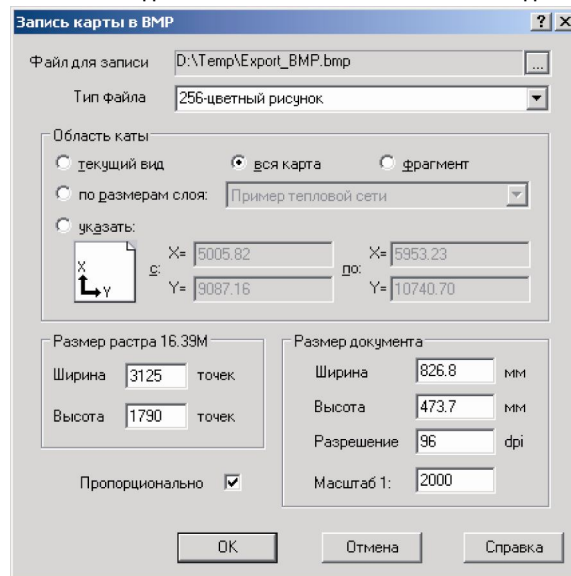 Запись карты в BMP
Файл для записи D:\Temp\Export_BMP.bmp ...
Тип файла 256-цветный рисунок
Область каты
текущий вид вся карта фрагмент
по размерам слоя: Пример тепловой сети
указать:
X Y с: X= 5005.82 по: X= 5953.23
Y= 9087.16 Y= 10740.70
Размер растра 16.39M
Ширина 3125 точек
Высота 1790 точек
Пропорционально
Размер документа
Ширина 826.8 мм
Высота 473.7 мм
Разрешение 96 dpi
Масштаб 1: 2000
OK Отмена Справка